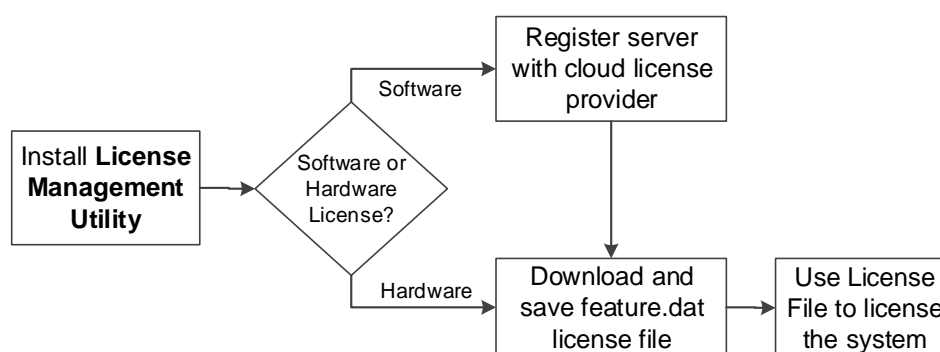 Install License
Management
Utility
Software or
Hardware
License?
Software
Register server
with cloud license
provider
Hardware
Download and
save feature.dat
license file
Use License
File to license
the system